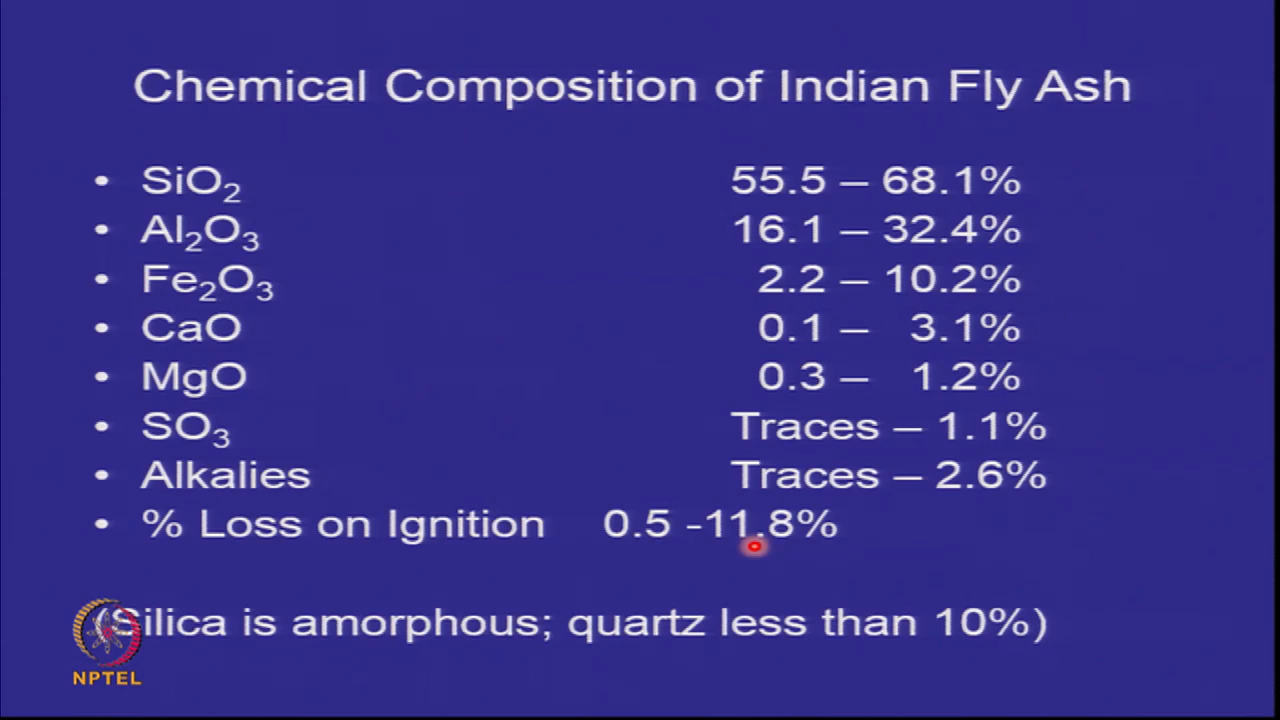 Chemical Composition of Indian Fly Ash
• SiO₂ 55.5 – 68.1%
• Al₂O₃ 16.1 – 32.4%
• Fe₂O₃ 2.2 – 10.2%
• CaO 0.1 – 3.1%
• MgO 0.3 – 1.2%
• SO₃ Traces – 1.1%
• Alkalies Traces – 2.6%
• % Loss on Ignition 0.5 -11.8%
(Silica is amorphous; quartz less than 10%)
NPTEL